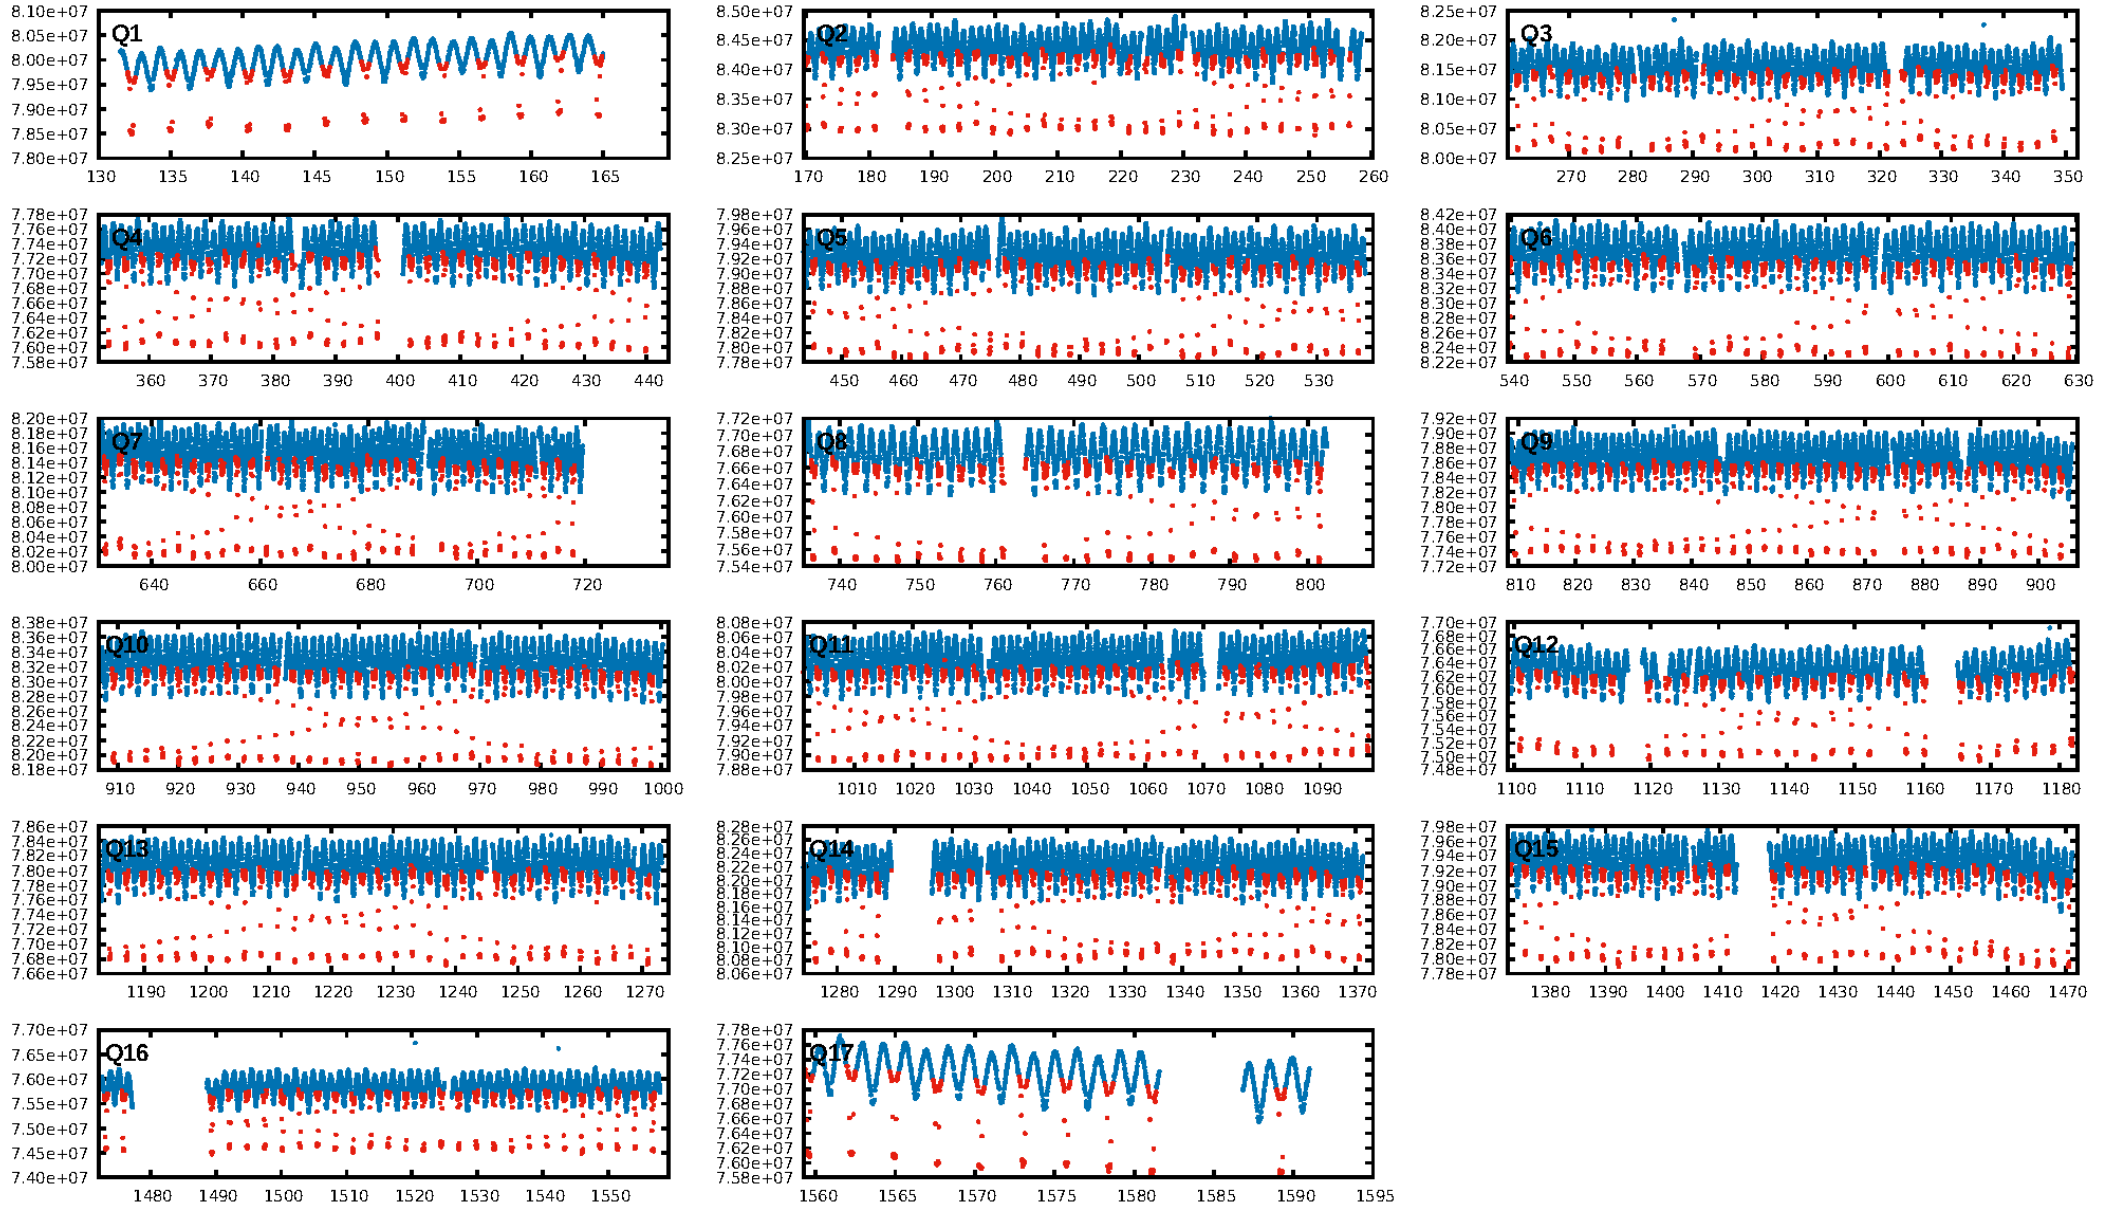 8.10e+07 8.05e+07 8.00e+07 7.95e+07 7.90e+07 7.85e+07 7.80e+07
Q1
130 135 140 145 150 155 160 165
8.50e+07 8.45e+07 8.40e+07 8.35e+07 8.30e+07 8.25e+07
Q2
170 180 190 200 210 220 230 240 250 260
8.25e+07 8.20e+07 8.15e+07 8.10e+07 8.05e+07 8.00e+07
Q3
270 280 290 300 310 320 330 340 350
7.78e+07 7.76e+07 7.74e+07 7.72e+07 7.70e+07 7.68e+07 7.66e+07 7.64e+07 7.62e+07 7.60e+07 7.58e+07
Q4
360 370 380 390 400 410 420 430 440
7.98e+07 7.96e+07 7.94e+07 7.92e+07 7.90e+07 7.88e+07 7.86e+07 7.84e+07 7.82e+07 7.80e+07 7.78e+07
Q5
450 460 470 480 490 500 510 520 530
8.42e+07 8.40e+07 8.38e+07 8.36e+07 8.34e+07 8.32e+07 8.30e+07 8.28e+07 8.26e+07 8.24e+07 8.22e+07
Q6
540 550 560 570 580 590 600 610 620 630
8.20e+07 8.18e+07 8.16e+07 8.14e+07 8.12e+07 8.10e+07 8.08e+07 8.06e+07 8.04e+07 8.02e+07 8.00e+07
Q7
640 660 680 700 720
7.72e+07 7.70e+07 7.68e+07 7.66e+07 7.64e+07 7.62e+07 7.60e+07 7.58e+07 7.56e+07 7.54e+07
Q8
740 750 760 770 780 790 800
7.92e+07 7.90e+07 7.88e+07 7.86e+07 7.84e+07 7.82e+07 7.80e+07 7.78e+07 7.76e+07 7.74e+07 7.72e+07
Q9
810 820 830 840 850 860 870 880 890 900
8.38e+07 8.36e+07 8.34e+07 8.32e+07 8.30e+07 8.28e+07 8.26e+07 8.24e+07 8.22e+07 8.20e+07 8.18e+07
Q10
910 920 930 940 950 960 970 980 990 1000
8.08e+07 8.06e+07 8.04e+07 8.02e+07 8.00e+07 7.98e+07 7.96e+07 7.94e+07 7.92e+07 7.90e+07 7.88e+07
Q11
1010 1020 1030 1040 1050 1060 1070 1080 1090
7.70e+07 7.68e+07 7.66e+07 7.64e+07 7.62e+07 7.60e+07 7.58e+07 7.56e+07 7.54e+07 7.52e+07 7.50e+07 7.48e+07
Q12
1100 1110 1120 1130 1140 1150 1160 1170 1180
7.86e+07 7.84e+07 7.82e+07 7.80e+07 7.78e+07 7.76e+07 7.74e+07 7.72e+07 7.70e+07 7.68e+07 7.66e+07
Q13
1190 1200 1210 1220 1230 1240 1250 1260 1270
8.28e+07 8.26e+07 8.24e+07 8.22e+07 8.20e+07 8.18e+07 8.16e+07 8.14e+07 8.12e+07 8.10e+07 8.08e+07 8.06e+07
Q14
1280 1290 1300 1310 1320 1330 1340 1350 1360 1370
7.98e+07 7.96e+07 7.94e+07 7.92e+07 7.90e+07 7.88e+07 7.86e+07 7.84e+07 7.82e+07 7.80e+07 7.78e+07
Q15
1380 1390 1400 1410 1420 1430 1440 1450 1460 1470
7.70e+07 7.65e+07 7.60e+07 7.55e+07 7.50e+07 7.45e+07 7.40e+07
Q16
1480 1490 1500 1510 1520 1530 1540 1550
7.78e+07 7.76e+07 7.74e+07 7.72e+07 7.70e+07 7.68e+07 7.66e+07 7.64e+07 7.62e+07 7.60e+07 7.58e+07
Q17
1560 1565 1570 1575 1580 1585 1590 1595